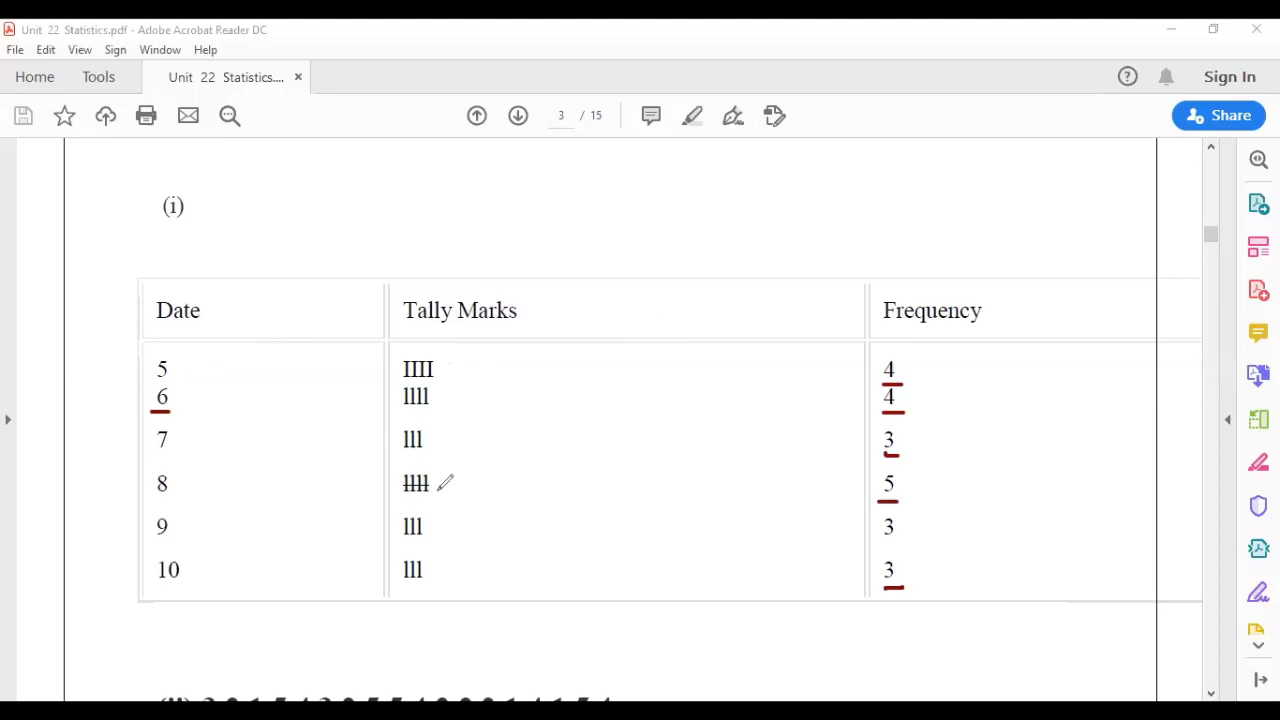 Unit 22 Statistics.pdf - Adobe Acrobat Reader DC
File Edit View Sign Window Help
Home Tools Unit 22 Statistics.... × Sign In
3 / 15 Share
(i)
Date Tally Marks Frequency
5 IIII 4
6 llll 4
7 lll 3
8 l̶l̶l̶l̶ 5
9 lll 3
10 lll 3